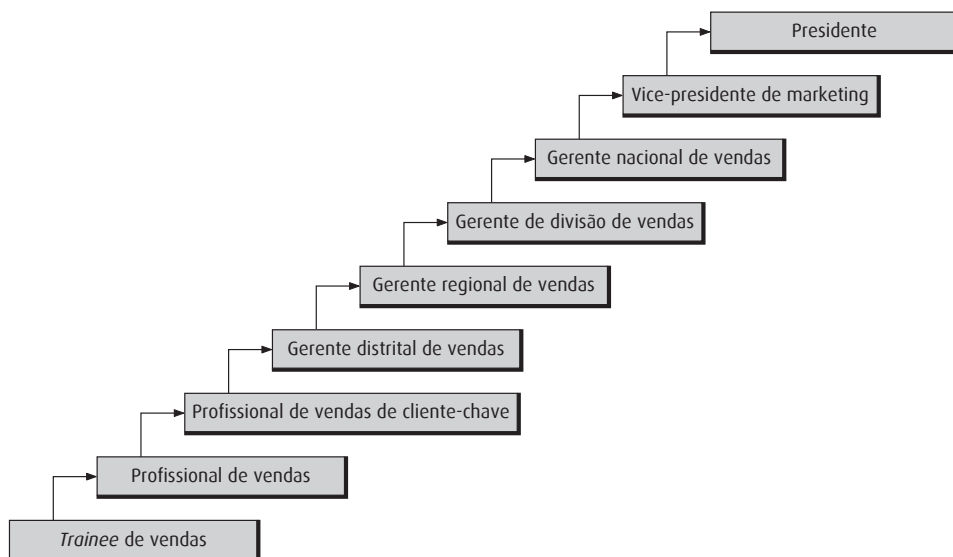 Presidente
Vice-presidente de marketing
Gerente nacional de vendas
Gerente de divisão de vendas
Gerente regional de vendas
Gerente distrital de vendas
Profissional de vendas de cliente-chave
Profissional de vendas
Trainee de vendas